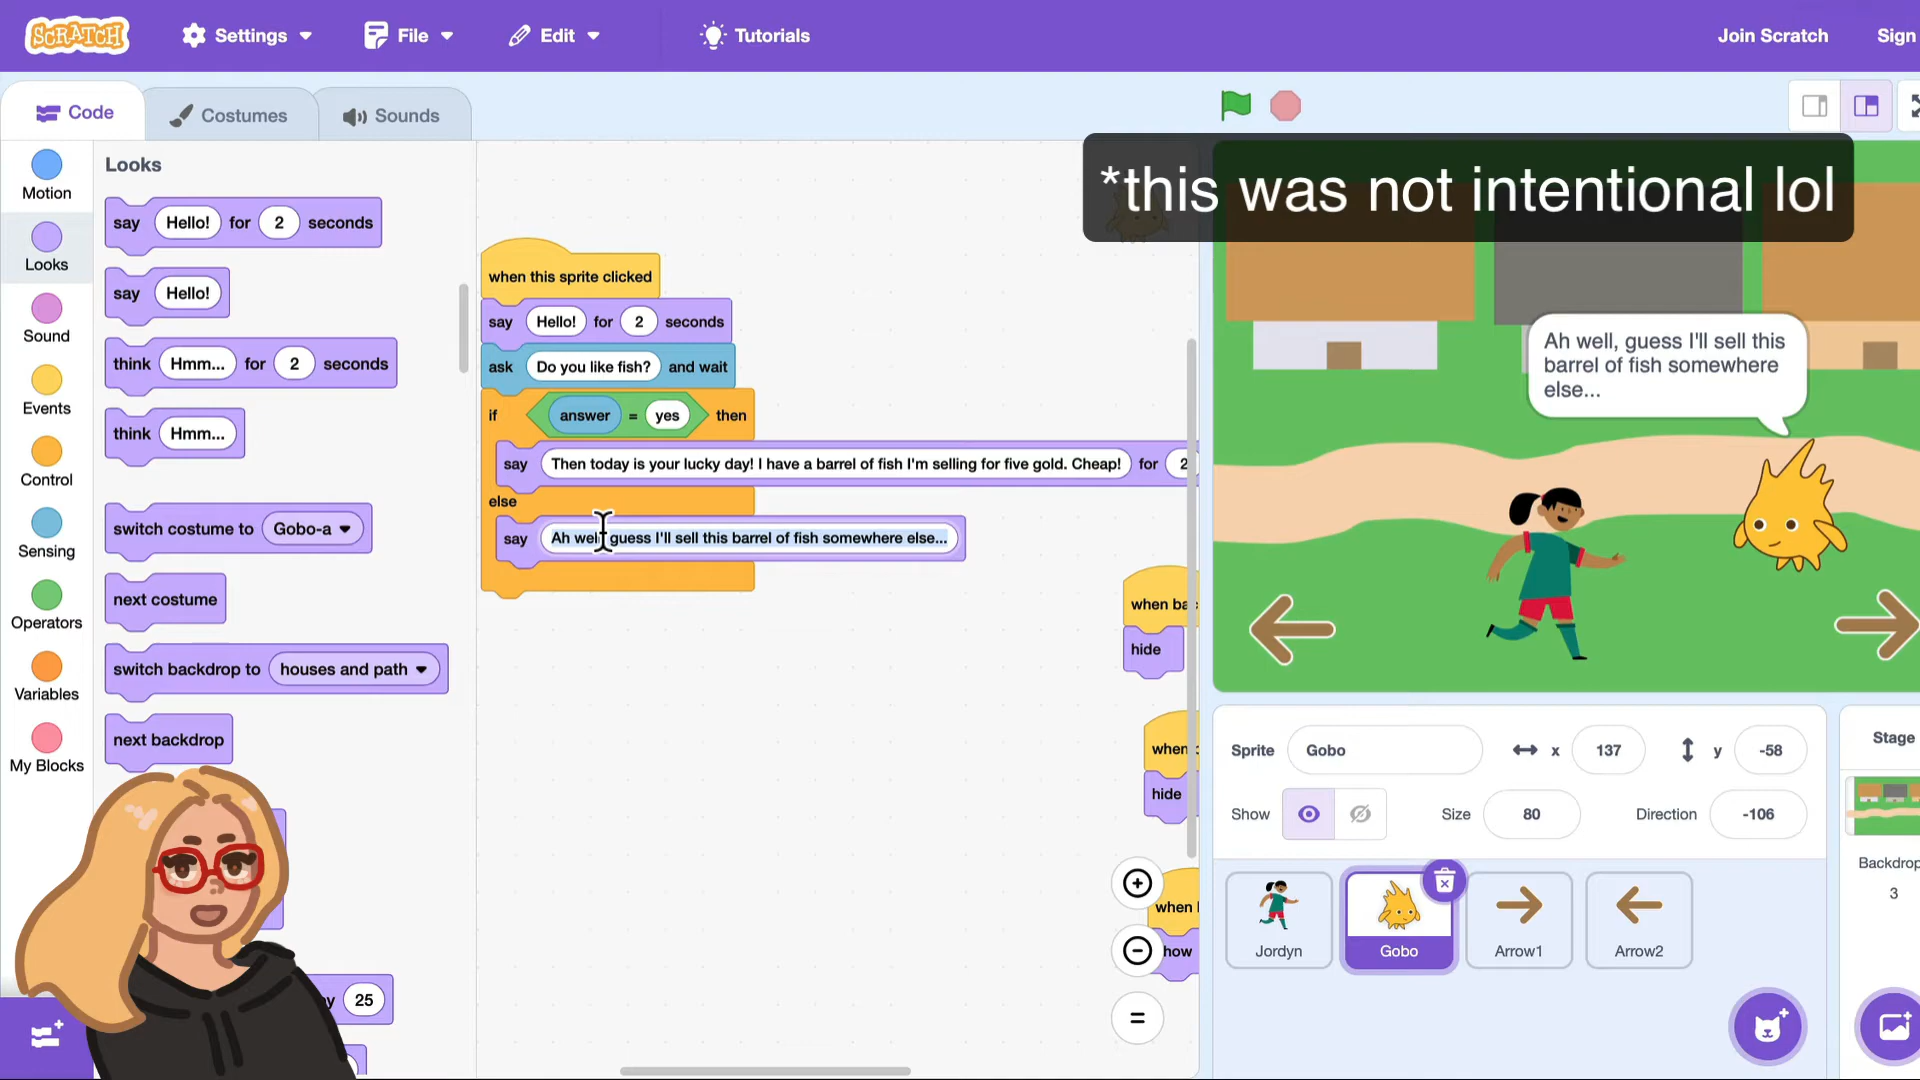 SCRATCH
Settings
File
Edit
Tutorials
Join Scratch
Sign
Code
Costumes
Sounds
*this was not intentional lol
Motion
Looks
Sound
Events
Control
Sensing
Operators
Variables
My Blocks
Looks
say Hello! for 2 seconds
say Hello!
think Hmm... for 2 seconds
think Hmm...
switch costume to Gobo-a
next costume
switch backdrop to houses and path
next backdrop
25
when this sprite clicked
say Hello! for 2 seconds
ask Do you like fish? and wait
if answer = yes then
say Then today is your lucky day! I have a barrel of fish I'm selling for five gold. Cheap! for 2
else
say Ah well, guess I'll sell this barrel of fish somewhere else...
when ba
hide
when
hide
when
how
Ah well, guess I'll sell this
barrel of fish somewhere
else...
Sprite Gobo x 137 y -58
Show Size 80 Direction -106
Jordyn
Gobo
Arrow1
Arrow2
Stage
Backdrop
3